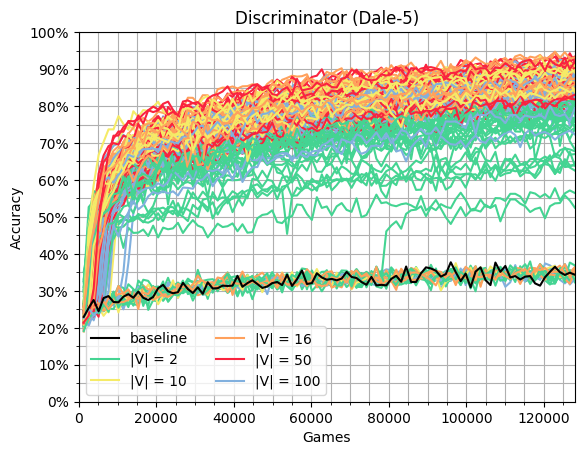 Discriminator (Dale-5)
100%
90%
80%
70%
60%
50%
40%
30%
20%
10%
0%
Accuracy
baseline
|V| = 2
|V| = 10
|V| = 16
|V| = 50
|V| = 100
0 20000 40000 60000 80000 100000 120000
Games